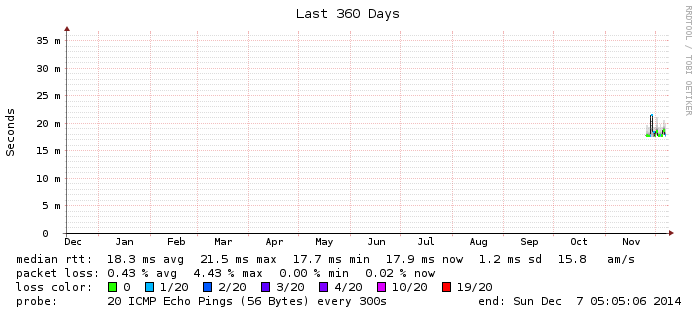 Last 360 Days
RRDTOOL / TOBI OETIKER
Seconds
35 m
30 m
25 m
20 m
15 m
10 m
5 m
0
Dec Jan Feb Mar Apr May Jun Jul Aug Sep Oct Nov
median rtt: 18.3 ms avg 21.5 ms max 17.7 ms min 17.9 ms now 1.2 ms sd 15.8 am/s
packet loss: 0.43 % avg 4.43 % max 0.00 % min 0.02 % now
loss color: 0 1/20 2/20 3/20 4/20 10/20 19/20
probe: 20 ICMP Echo Pings (56 Bytes) every 300s end: Sun Dec 7 05:05:06 2014